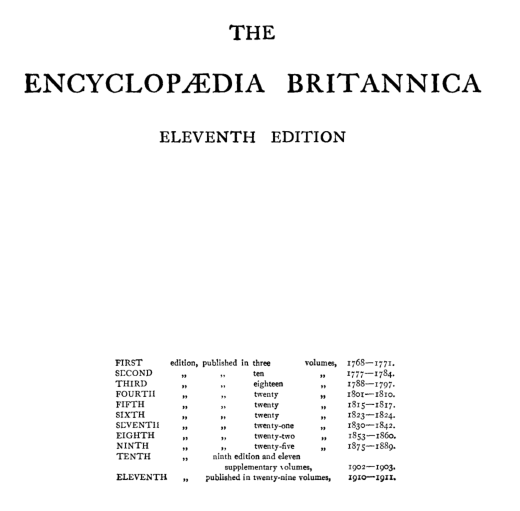 THE
ENCYCLOPÆDIA BRITANNICA
ELEVENTH EDITION
FIRST edition, published in three volumes, 1768—1771.
SECOND „ „ ten „ 1777—1784.
THIRD „ „ eighteen „ 1788—1797.
FOURTH „ „ twenty „ 1801—1810.
FIFTH „ „ twenty „ 1815—1817.
SIXTH „ „ twenty „ 1823—1824.
SEVENTH „ „ twenty-one „ 1830—1842.
EIGHTH „ „ twenty-two „ 1853—1860.
NINTH „ „ twenty-five „ 1875—1889.
TENTH „ ninth edition and eleven
supplementary volumes, 1902—1903.
ELEVENTH „ published in twenty-nine volumes, 1910—1911.